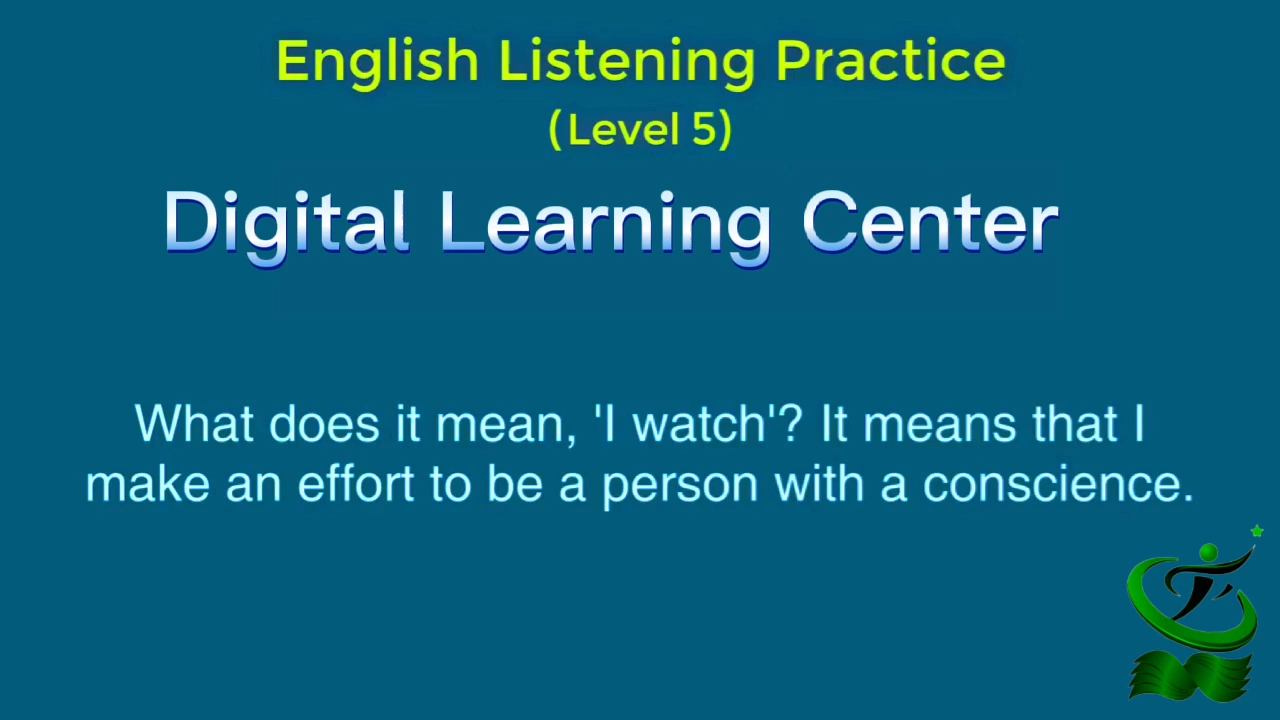 English Listening Practice
(Level 5)
Digital Learning Center
What does it mean, 'I watch'? It means that I
make an effort to be a person with a conscience.